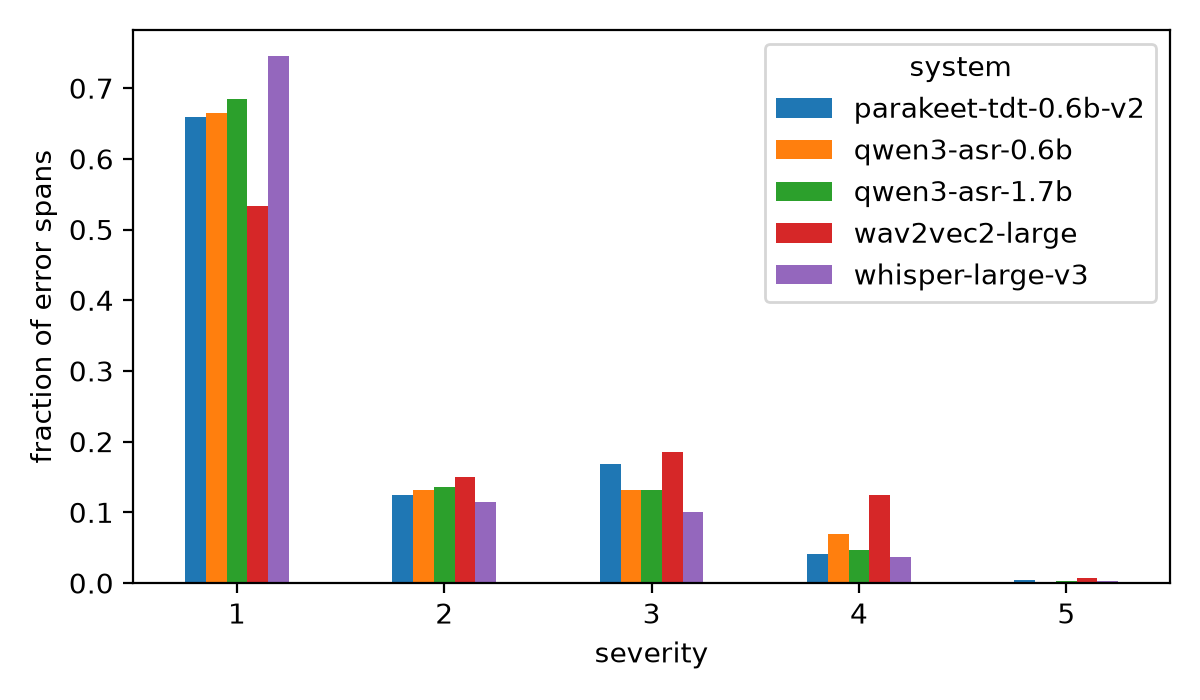 system
parakeet-tdt-0.6b-v2
qwen3-asr-0.6b
qwen3-asr-1.7b
wav2vec2-large
whisper-large-v3
fraction of error spans
0.7
0.6
0.5
0.4
0.3
0.2
0.1
0.0
1 2 3 4 5
severity